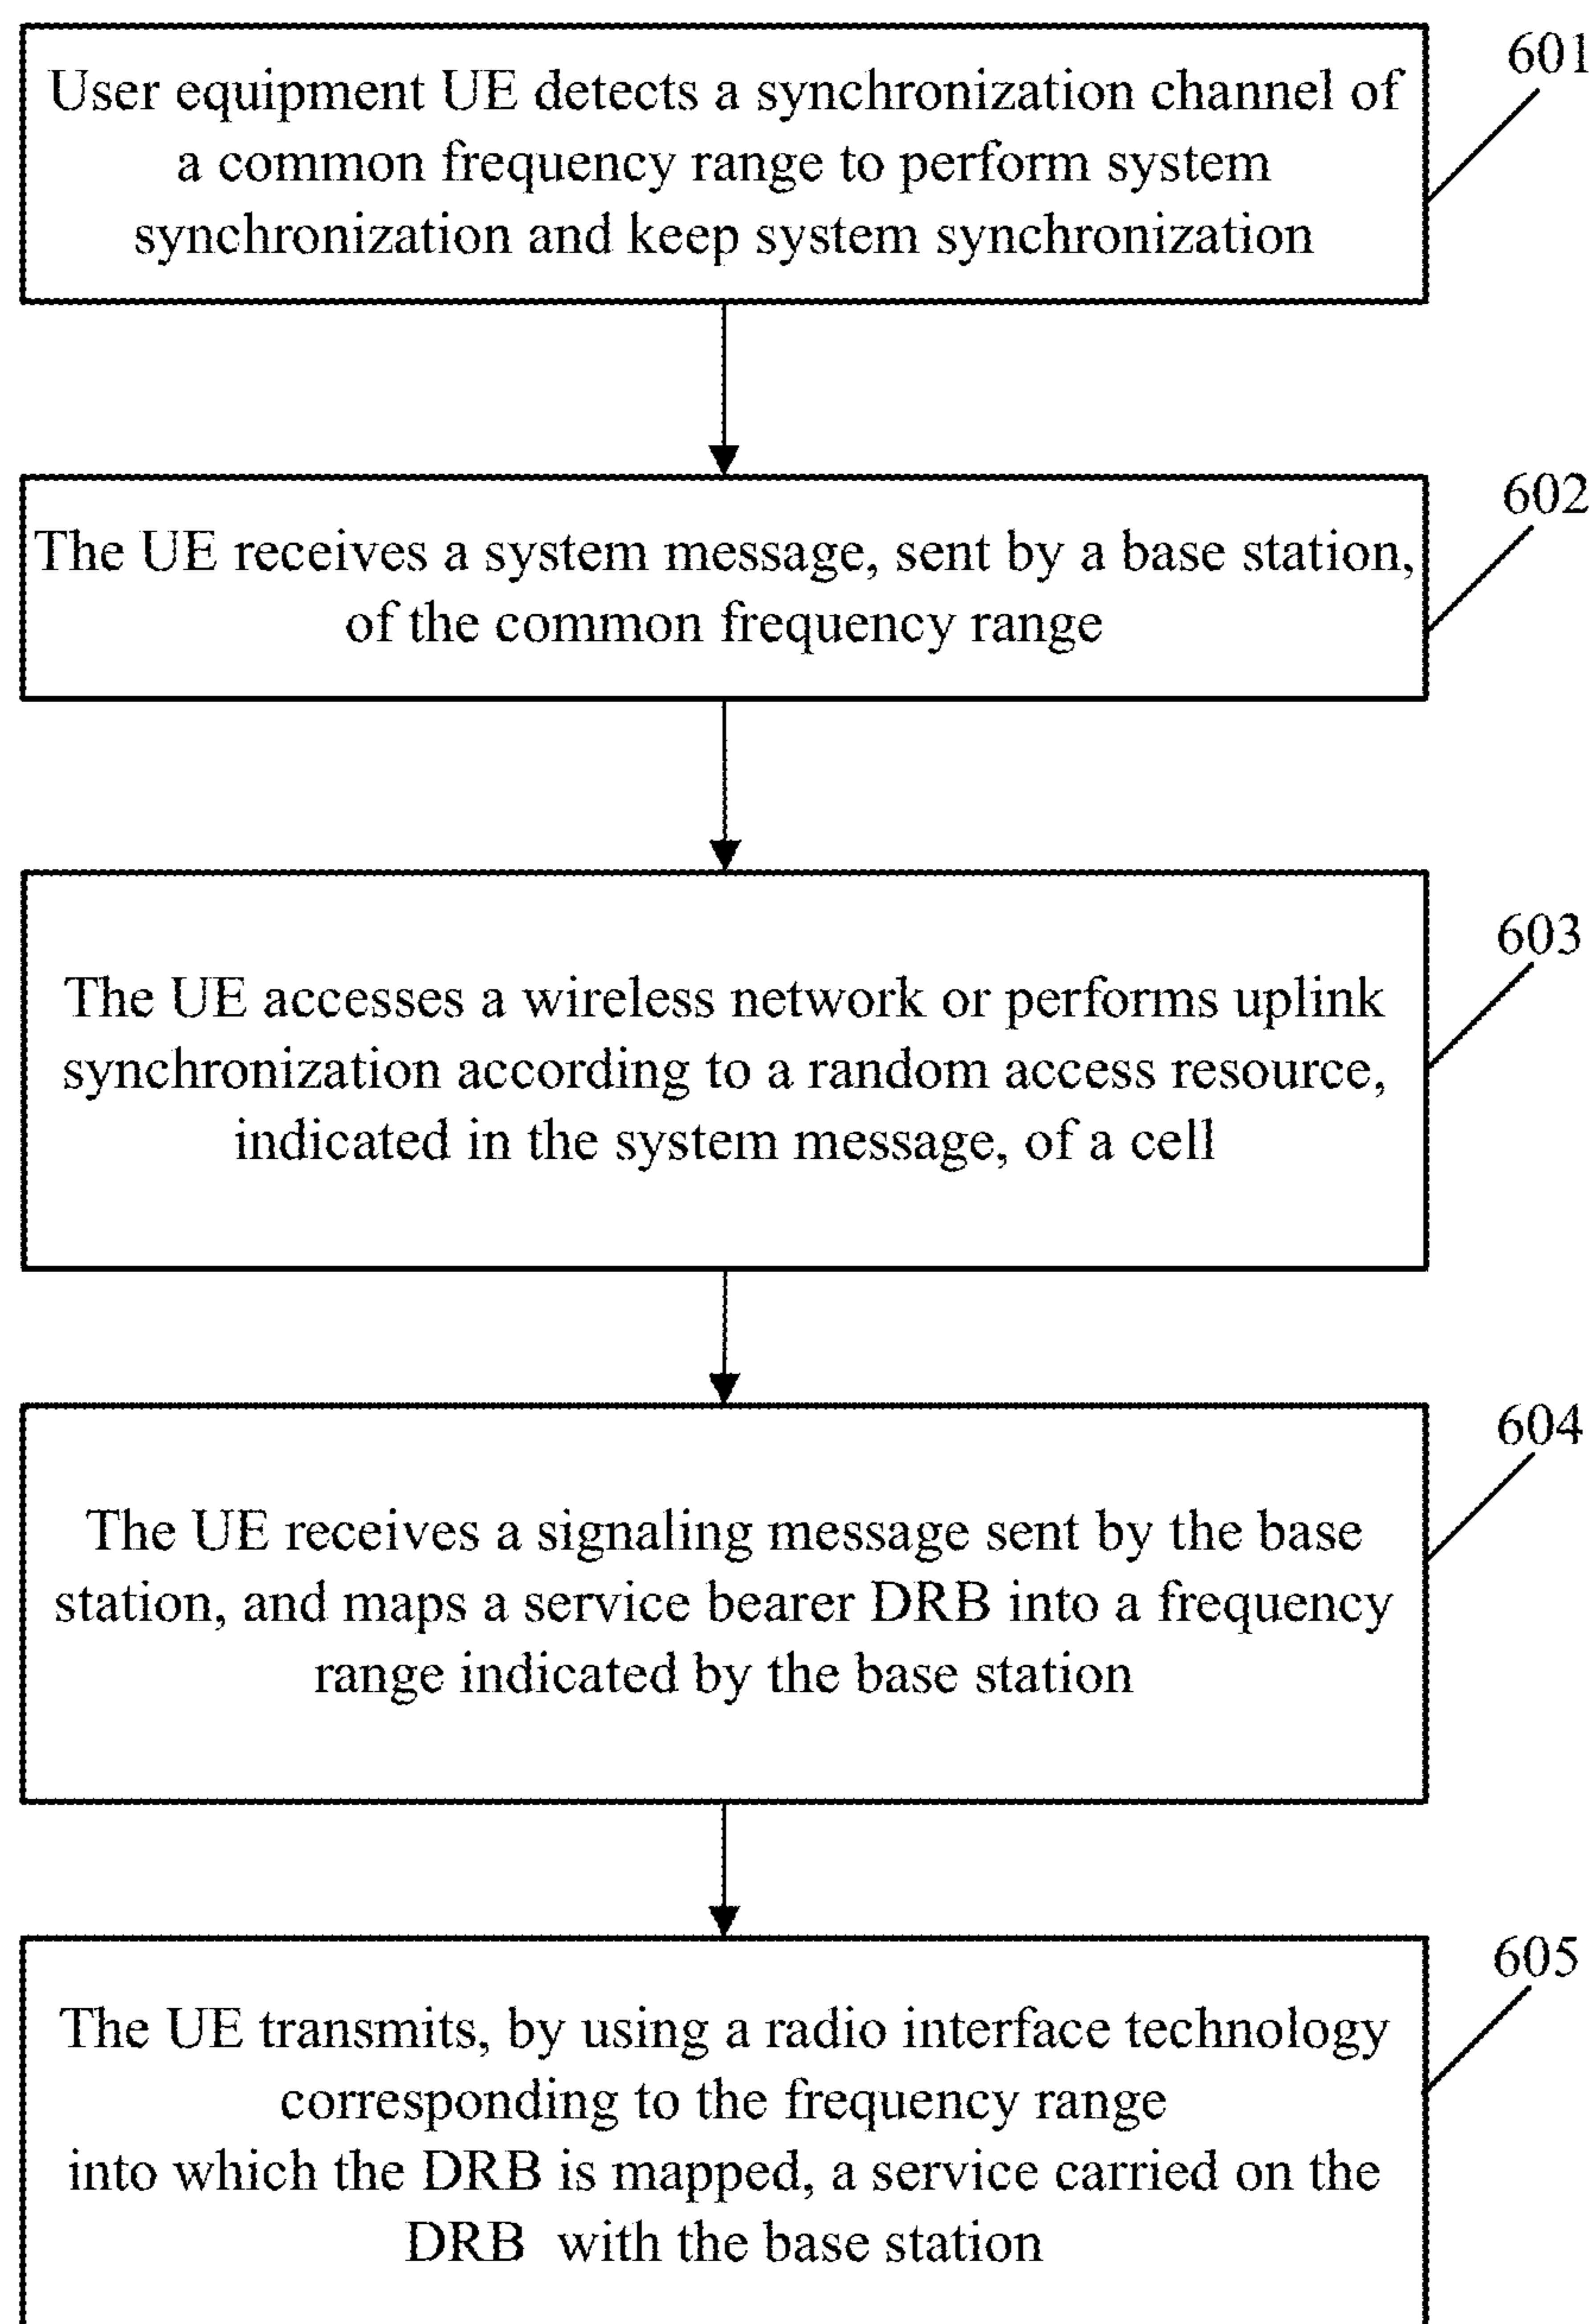 601
User equipment UE detects a synchronization channel of
a common frequency range to perform system
synchronization and keep system synchronization
602
The UE receives a system message, sent by a base station,
of the common frequency range
603
The UE accesses a wireless network or performs uplink
synchronization according to a random access resource,
indicated in the system message, of a cell
604
The UE receives a signaling message sent by the base
station, and maps a service bearer DRB into a frequency
range indicated by the base station
605
The UE transmits, by using a radio interface technology
corresponding to the frequency range
into which the DRB is mapped, a service carried on the
DRB with the base station